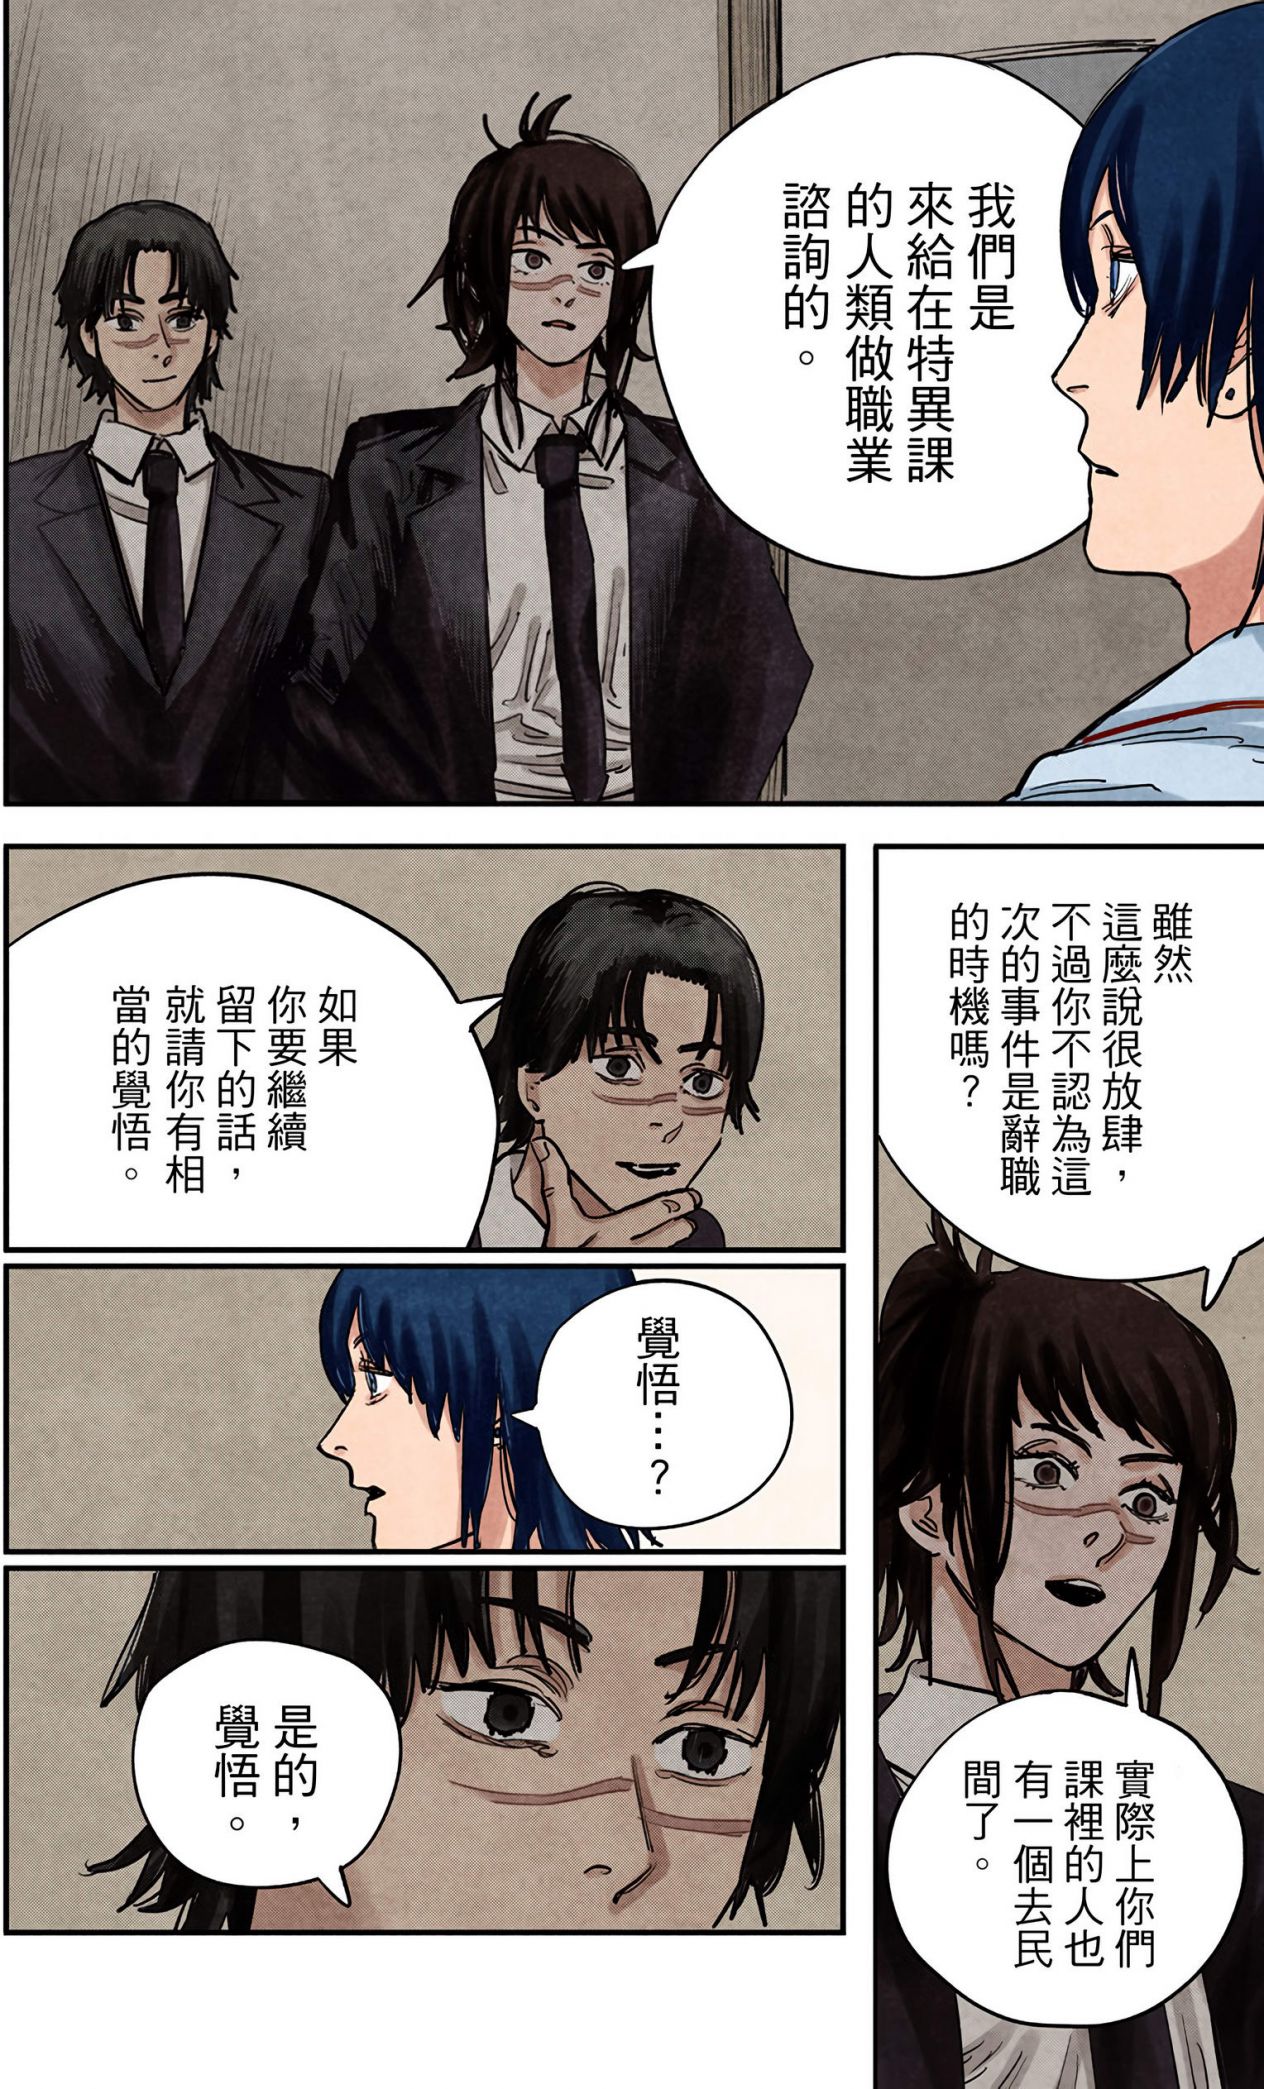 我們是
來給在特異課
的人類做職業
諮詢的。
雖然
這麼說很放肆，
不過你不認為這
次的事件是辭職
的時機嗎？
實際上你們
課裡的人也
有一個去民
間了。
如果
你要繼續
留下的話，
就請你有相
當的覺悟。
覺悟…？
是的，
覺悟。